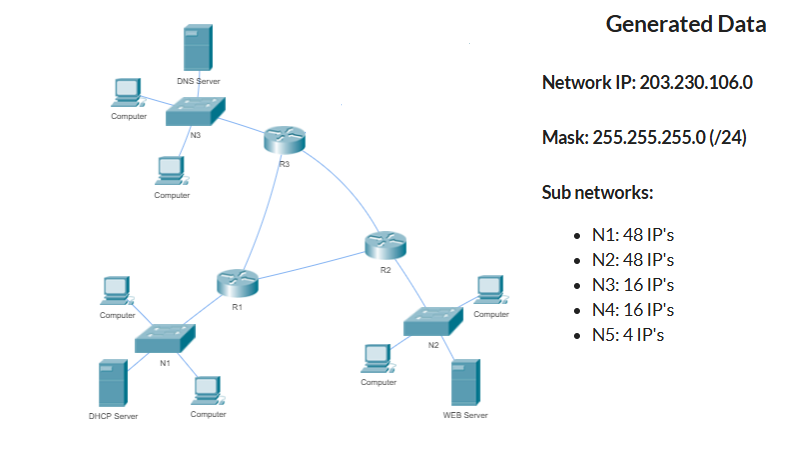 Generated Data
Network IP: 203.230.106.0
Mask: 255.255.255.0 (/24)
Sub networks:
N1: 48 IP's
N2: 48 IP's
N3: 16 IP's
N4: 16 IP's
N5: 4 IP's
DNS Server
Computer
N3
Computer
R3
R2
R1
Computer
N1
DHCP Server
Computer
Computer
N2
Computer
WEB Server